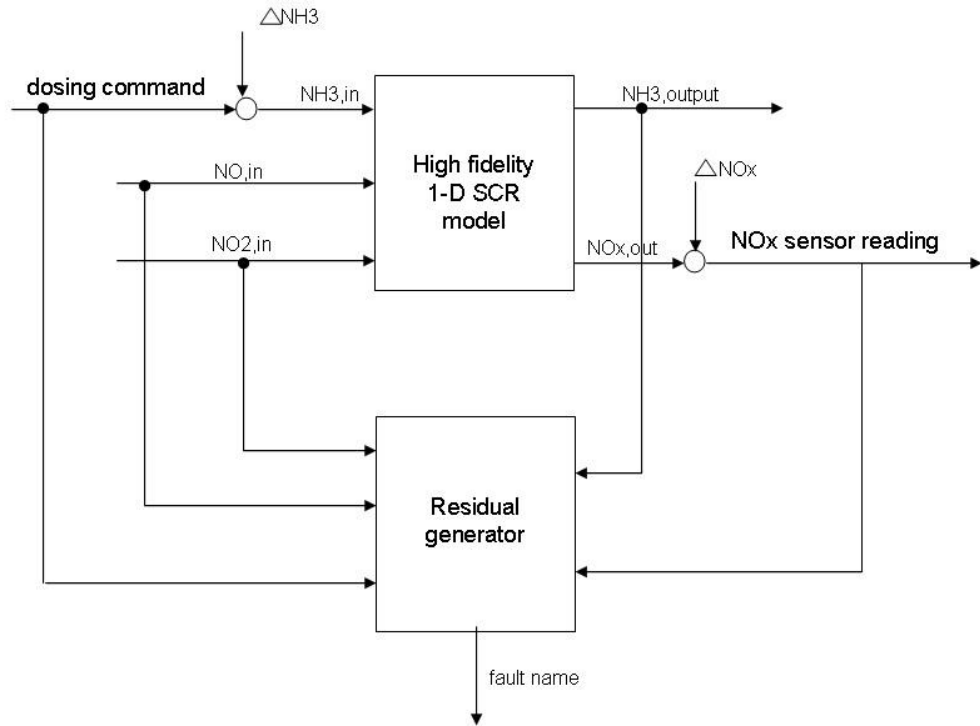 △NH3
dosing command
NH3,in
NH3,output
High fidelity
1-D SCR
model
NO,in
△NOx
NO2,in
NOx,out
NOx sensor reading
Residual
generator
fault name